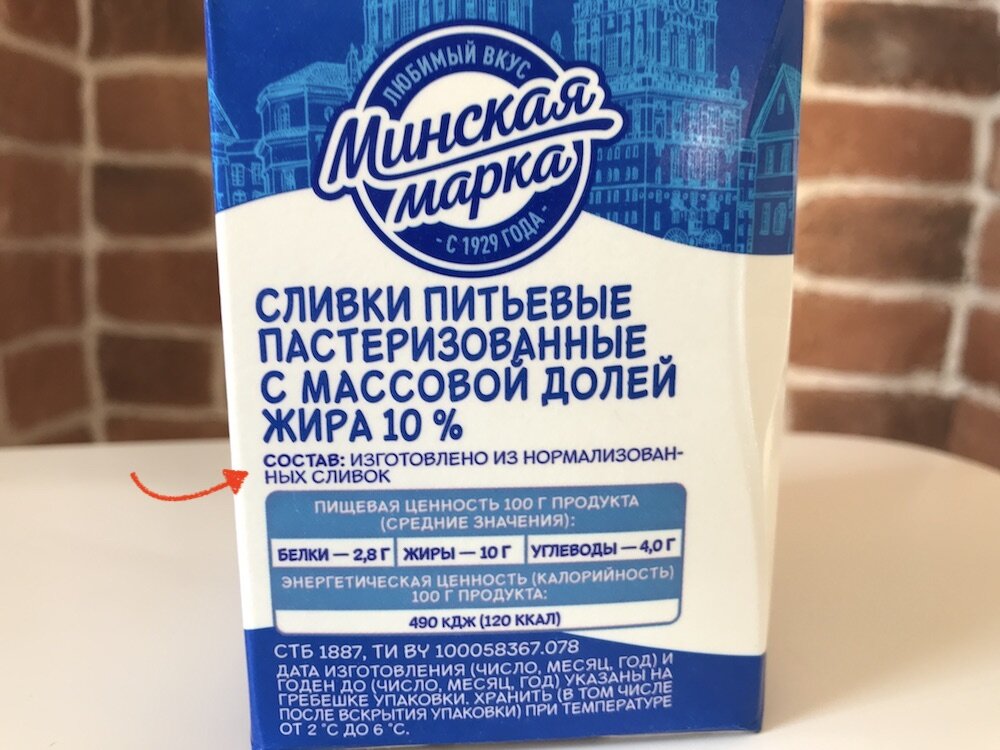 ЛЮБИМЫЙ ВКУС
Минская
марка
- С 1929 ГОДА -
СЛИВКИ ПИТЬЕВЫЕ
ПАСТЕРИЗОВАННЫЕ
С МАССОВОЙ ДОЛЕЙ
ЖИРА 10 %
СОСТАВ: ИЗГОТОВЛЕНО ИЗ НОРМАЛИЗОВАН-
НЫХ СЛИВОК
ПИЩЕВАЯ ЦЕННОСТЬ 100 Г ПРОДУКТА
(СРЕДНИЕ ЗНАЧЕНИЯ):
БЕЛКИ — 2,8 Г ЖИРЫ — 10 Г УГЛЕВОДЫ — 4,0 Г
ЭНЕРГЕТИЧЕСКАЯ ЦЕННОСТЬ (КАЛОРИЙНОСТЬ)
100 Г ПРОДУКТА:
490 КДЖ (120 ККАЛ)
СТБ 1887, ТИ BY 100058367.078
ДАТА ИЗГОТОВЛЕНИЯ (ЧИСЛО, МЕСЯЦ, ГОД) И
ГОДЕН ДО (ЧИСЛО, МЕСЯЦ, ГОД) УКАЗАНЫ НА
ГРЕБЕШКЕ УПАКОВКИ. ХРАНИТЬ (В ТОМ ЧИСЛЕ
ПОСЛЕ ВСКРЫТИЯ УПАКОВКИ) ПРИ ТЕМПЕРАТУРЕ
ОТ 2 °С ДО 6 °С.